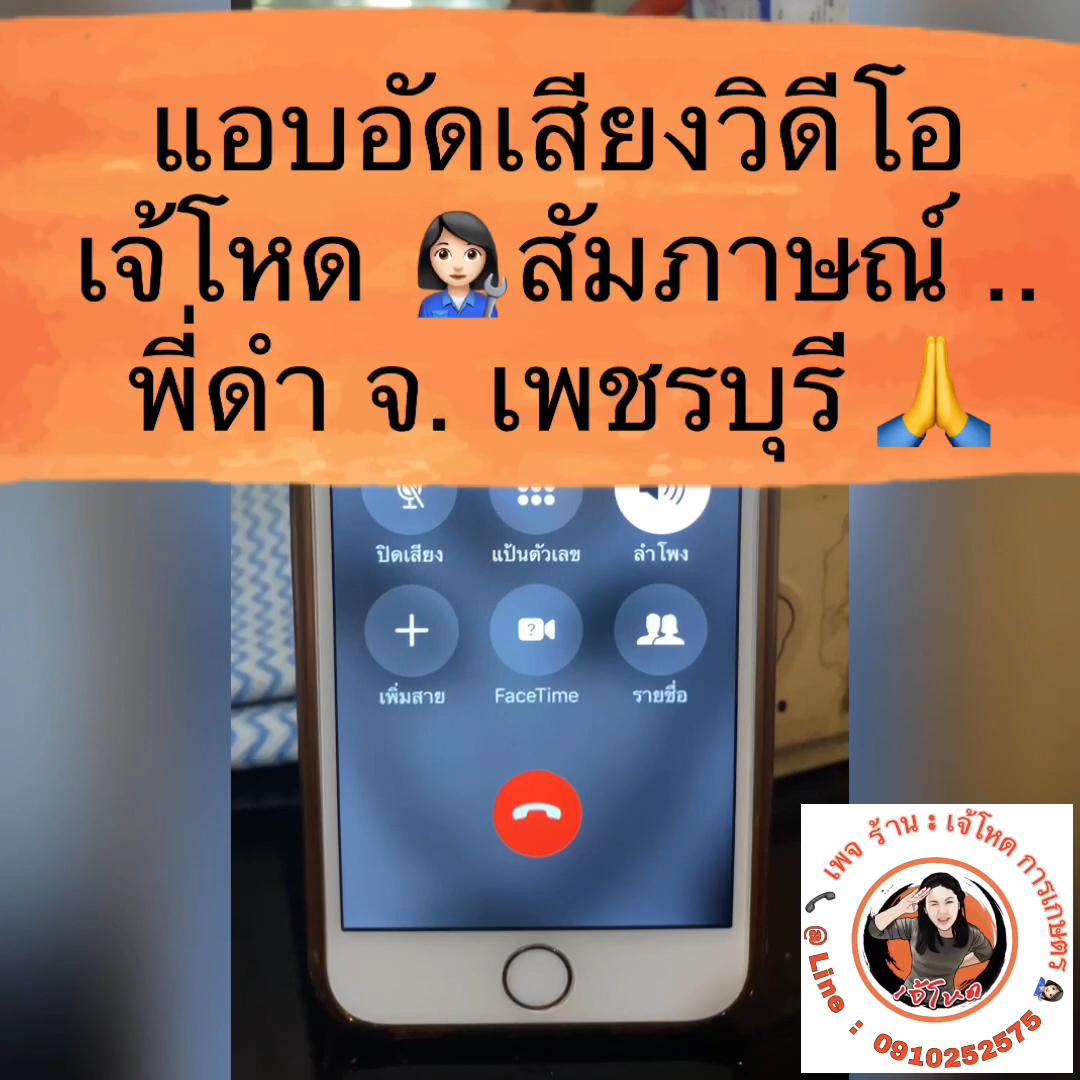 แอบอัดเสียงวิดีโอ
เจ้โหด 👩🏻‍🔧สัมภาษณ์ ..
พี่ดำ จ. เพชรบุรี 🙏
ปิดเสียง แป้นตัวเลข ลำโพง
เพิ่มสาย FaceTime รายชื่อ
เพจ ร้าน : เจ้โหด การเกษตร
เจ้โหด
@ Line : 0910252575